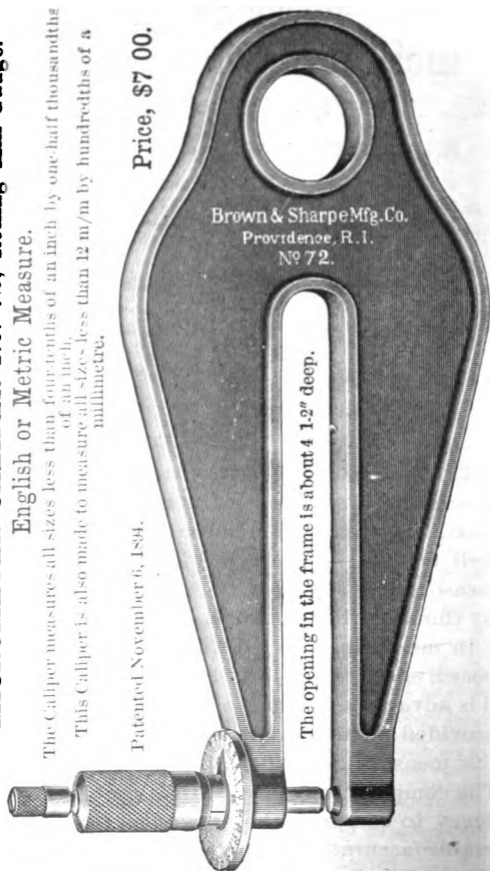 English or Metric Measure.
The Caliper measures all sizes less than four-tenths of an inch by one-half thousandths
of an inch.
This Caliper is also made to measure all sizes less than 12 m/m by hundredths of a
millimetre.
Patented November 6, 1894.
Price, $7 00.
Brown & Sharpe Mfg. Co.
Providence, R.I.
Nº 72.
The opening in the frame is about 4 1-2" deep.